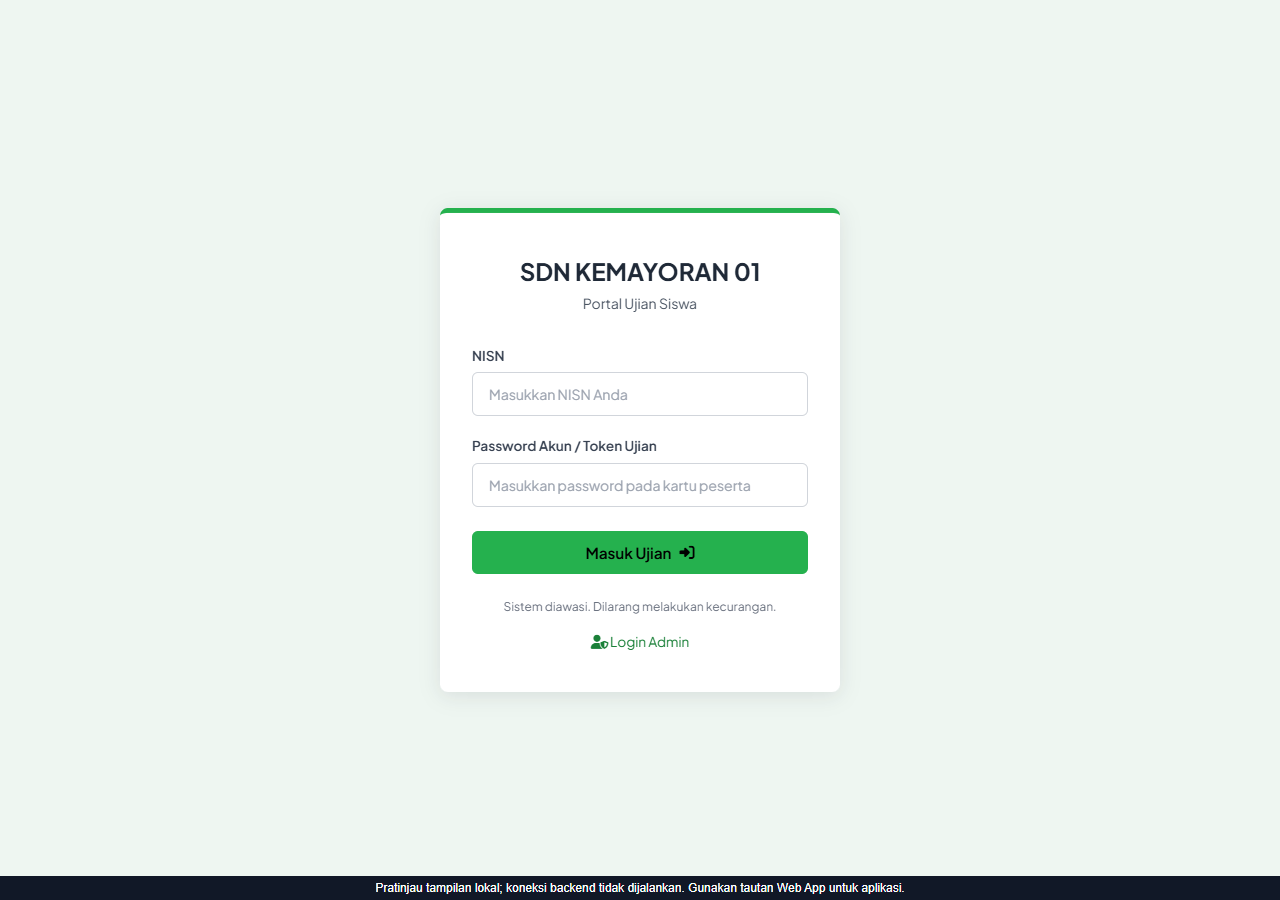 SDN KEMAYORAN 01
Portal Ujian Siswa
NISN
Masukkan NISN Anda
Password Akun / Token Ujian
Masukkan password pada kartu peserta
Masuk Ujian
Sistem diawasi. Dilarang melakukan kecurangan.
Login Admin
Pratinjau tampilan lokal; koneksi backend tidak dijalankan. Gunakan tautan Web App untuk aplikasi.